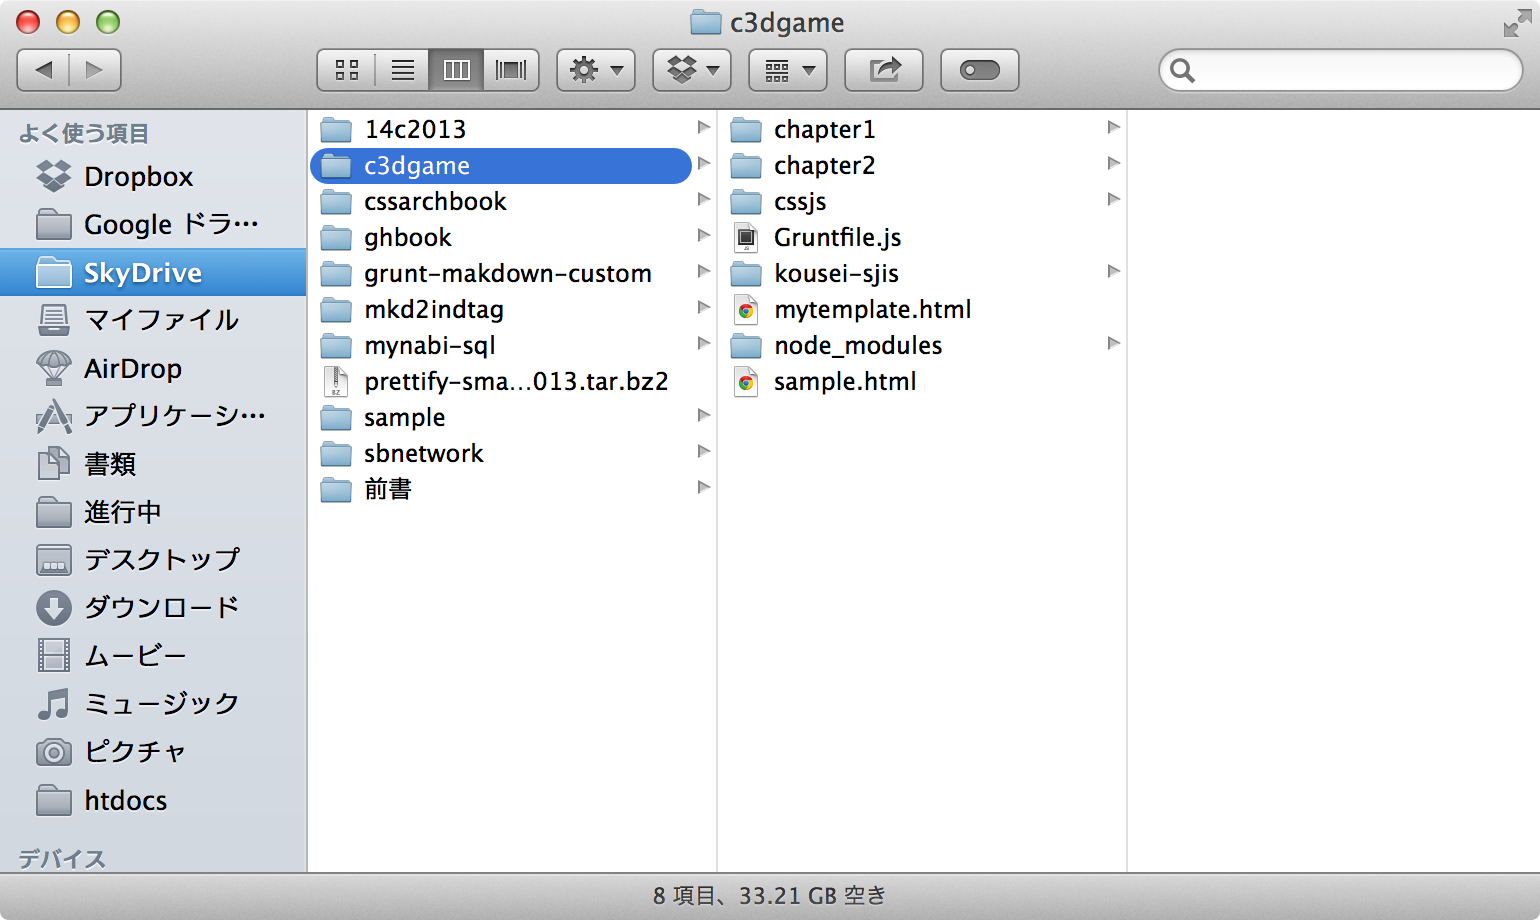 c3dgame
よく使う項目
Dropbox
Google ドラ…
SkyDrive
マイファイル
AirDrop
アプリケーシ…
書類
進行中
デスクトップ
ダウンロード
ムービー
ミュージック
ピクチャ
htdocs
デバイス
14c2013
c3dgame
cssarchbook
ghbook
grunt-makdown-custom
mkd2indtag
mynabi-sql
prettify-sma...013.tar.bz2
sample
sbnetwork
前書
chapter1
chapter2
cssjs
Gruntfile.js
kousei-sjis
mytemplate.html
node_modules
sample.html
JS
BZ
8 項目、33.21 GB 空き